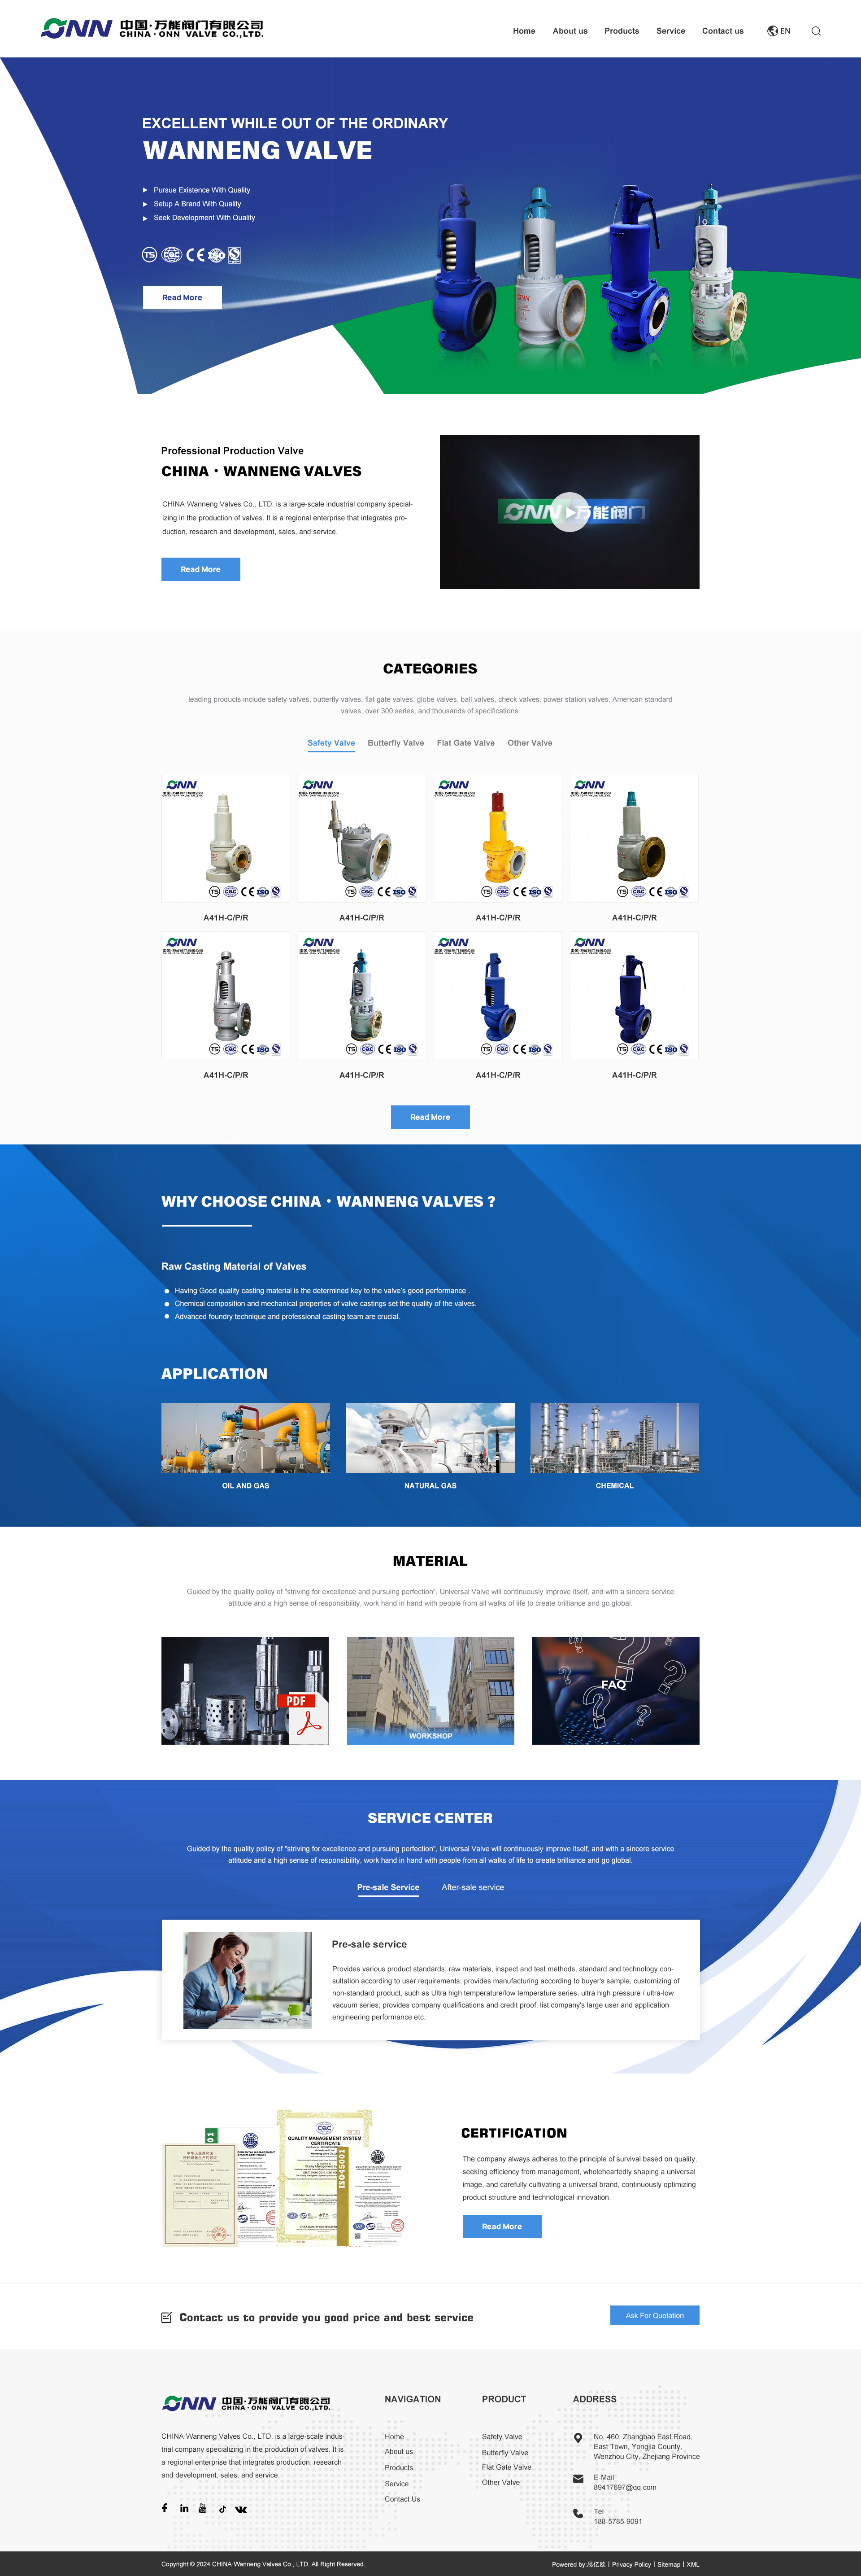 ONN 中国·万能阀门有限公司
CHINA·ONN VALVE CO.,LTD.
Home About us Products Service Contact us EN
EXCELLENT WHILE OUT OF THE ORDINARY
WANNENG VALVE
Pursue Existence With Quality
Setup A Brand With Quality
Seek Development With Quality
TS CQC CE ISO
Read More
Professional Production Valve
CHINA·WANNENG VALVES
CHINA·Wanneng Valves Co., LTD. is a large-scale industrial company special-
izing in the production of valves. It is a regional enterprise that integrates pro-
duction, research and development, sales, and service.
Read More
ONN 万能阀门
CATEGORIES
leading products include safety valves, butterfly valves, flat gate valves, globe valves, ball valves, check valves, power station valves, American standard
valves, over 300 series, and thousands of specifications.
Safety Valve Butterfly Valve Flat Gate Valve Other Valve
A41H-C/P/R A41H-C/P/R A41H-C/P/R A41H-C/P/R
A41H-C/P/R A41H-C/P/R A41H-C/P/R A41H-C/P/R
Read More
WHY CHOOSE CHINA·WANNENG VALVES ?
Raw Casting Material of Valves
Having Good quality casting material is the determined key to the valve's good performance .
Chemical composition and mechanical properties of valve castings set the quality of the valves.
Advanced foundry technique and professional casting team are crucial.
APPLICATION
OIL AND GAS NATURAL GAS CHEMICAL
MATERIAL
Guided by the quality policy of "striving for excellence and pursuing perfection", Universal Valve will continuously improve itself, and with a sincere service
attitude and a high sense of responsibility, work hand in hand with people from all walks of life to create brilliance and go global.
PDF
WORKSHOP
FAQ
SERVICE CENTER
Guided by the quality policy of "striving for excellence and pursuing perfection", Universal Valve will continuously improve itself, and with a sincere service
attitude and a high sense of responsibility, work hand in hand with people from all walks of life to create brilliance and go global.
Pre-sale Service After-sale service
Pre-sale service
Provides various product standards, raw materials, inspect and test methods, standard and technology con-
sultation according to user requirements; provides manufacturing according to buyer's sample, customizing of
non-standard product, such as Ultra high temperature/low temperature series, ultra high pressure / ultra-low
vacuum series; provides company qualifications and credit proof, list company's large user and application
engineering performance etc.
QUALITY MANAGEMENT SYSTEM
CERTIFICATE
ISO45001
CERTIFICATION
The company always adheres to the principle of survival based on quality,
seeking efficiency from management, wholeheartedly shaping a universal
image, and carefully cultivating a universal brand, continuously optimizing
product structure and technological innovation.
Read More
Contact us to provide you good price and best service
Ask For Quotation
ONN 中国·万能阀门有限公司
CHINA·ONN VALVE CO.,LTD.
CHINA·Wanneng Valves Co., LTD. is a large-scale indus-
trial company specializing in the production of valves. It is
a regional enterprise that integrates production, research
and development, sales, and service.
NAVIGATION
Home
About us
Products
Service
Contact Us
PRODUCT
Safety Valve
Butterfly Valve
Flat Gate Valve
Other Valve
ADDRESS
No. 460, Zhangbao East Road,
East Town, Yongjia County,
Wenzhou City, Zhejiang Province
E-Mail
89417697@qq.com
Tel
188-5785-9091
Copyright © 2024 CHINA·Wanneng Valves Co., LTD. All Right Reserved.
Powered by:思亿欧 | Privacy Policy | Sitemap | XML